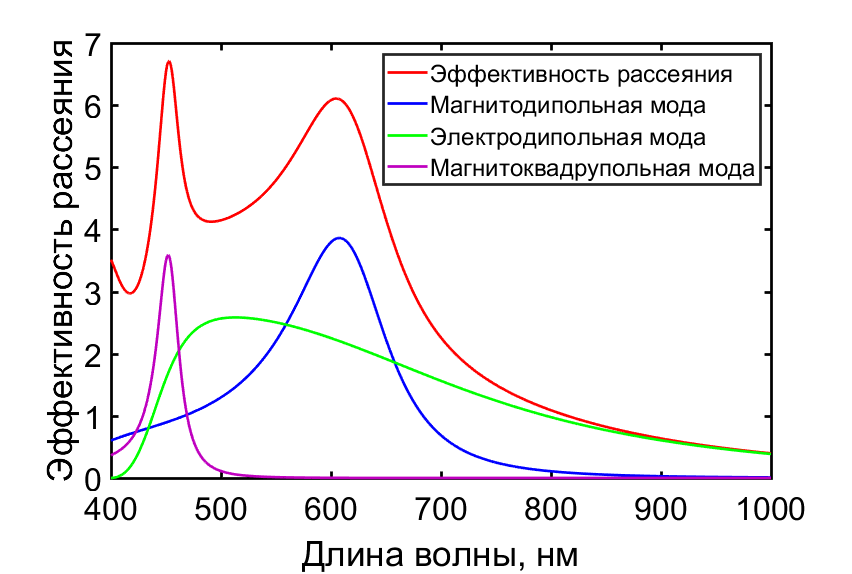 Эффективность рассеяния
7
6
5
4
3
2
1
0
Эффективность рассеяния
Магнитодипольная мода
Электродипольная мода
Магнитоквадрупольная мода
400 500 600 700 800 900 1000
Длина волны, нм